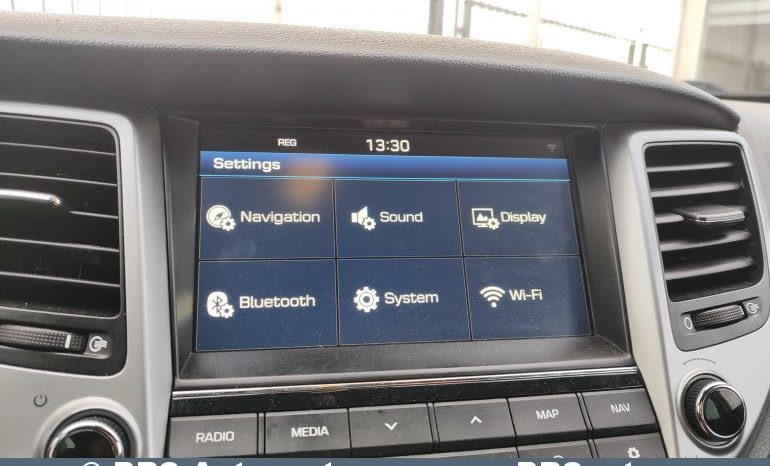 REG 13:30
Settings
Navigation Sound Display
Bluetooth System Wi-Fi
RADIO MEDIA MAP NAV